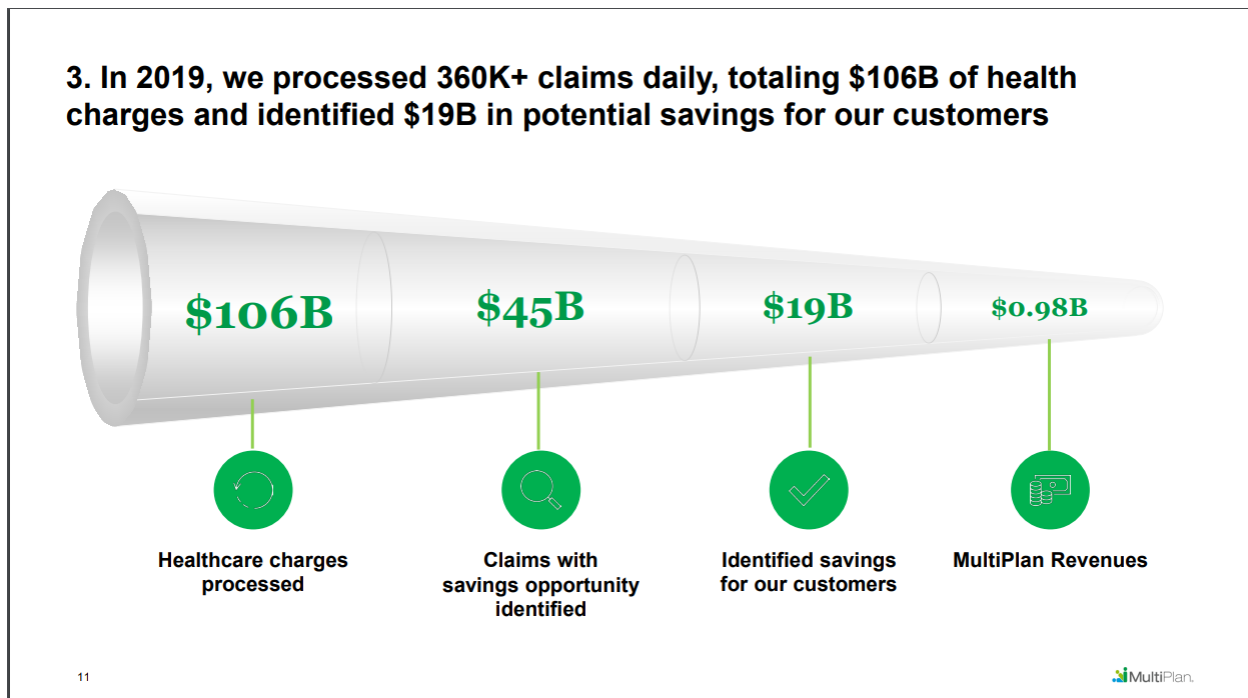 3. In 2019, we processed 360K+ claims daily, totaling $106B of health
charges and identified $19B in potential savings for our customers
$106B
$45B
$19B
$0.98B
Healthcare charges
processed
Claims with
savings opportunity
identified
Identified savings
for our customers
MultiPlan Revenues
11
MultiPlan.